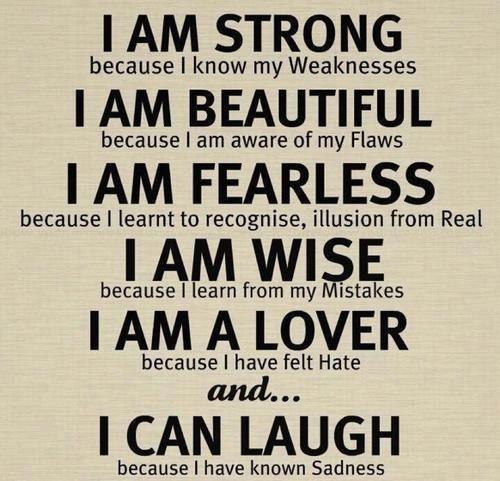 I AM STRONG
because I know my Weaknesses
I AM BEAUTIFUL
because I am aware of my Flaws
I AM FEARLESS
because I learnt to recognise, illusion from Real
I AM WISE
because I learn from my Mistakes
I AM A LOVER
because I have felt Hate
and...
I CAN LAUGH
because I have known Sadness